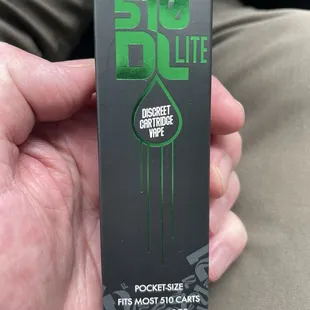 510
DL LITE
DISCREET
CARTRIDGE
VAPE
POCKET-SIZE
FITS MOST 510 CARTS